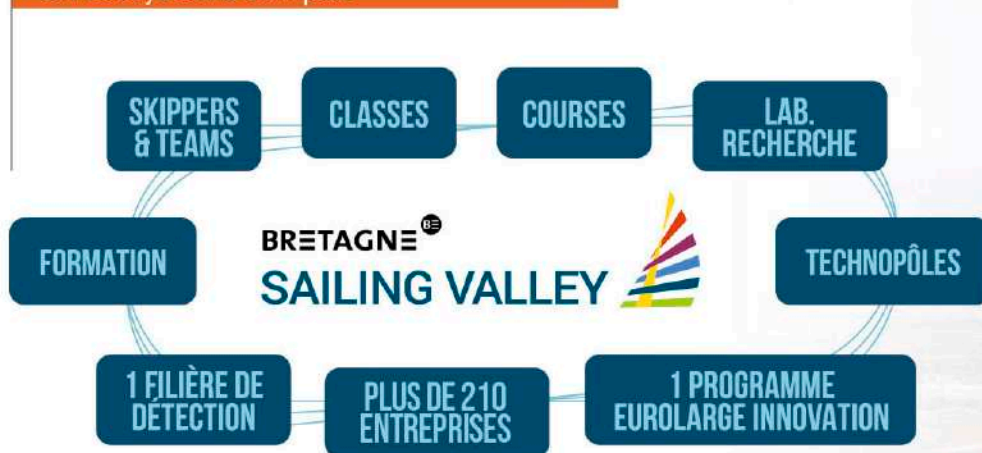 SKIPPERS
& TEAMS
CLASSES
COURSES
LAB.
RECHERCHE
FORMATION
BRETAGNE BE
SAILING VALLEY
TECHNOPÔLES
1 FILIÈRE DE
DÉTECTION
PLUS DE 210
ENTREPRISES
1 PROGRAMME
EUROLARGE INNOVATION